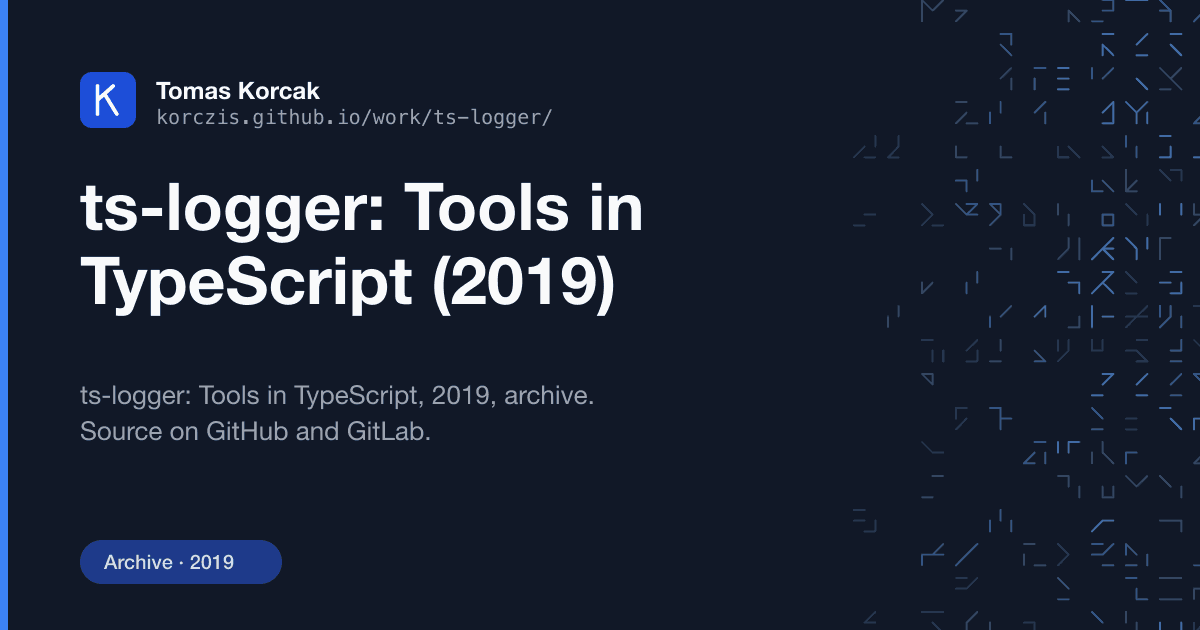 K
Tomas Korcak
korczis.github.io/work/ts-logger/
ts-logger: Tools in
TypeScript (2019)
ts-logger: Tools in TypeScript, 2019, archive.
Source on GitHub and GitLab.
Archive · 2019